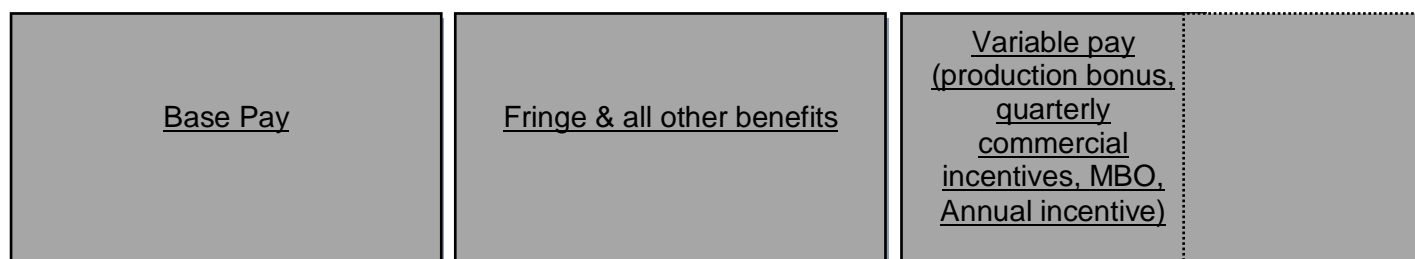 Base Pay
Fringe & all other benefits
Variable pay
(production bonus,
quarterly
commercial
incentives, MBO,
Annual incentive)